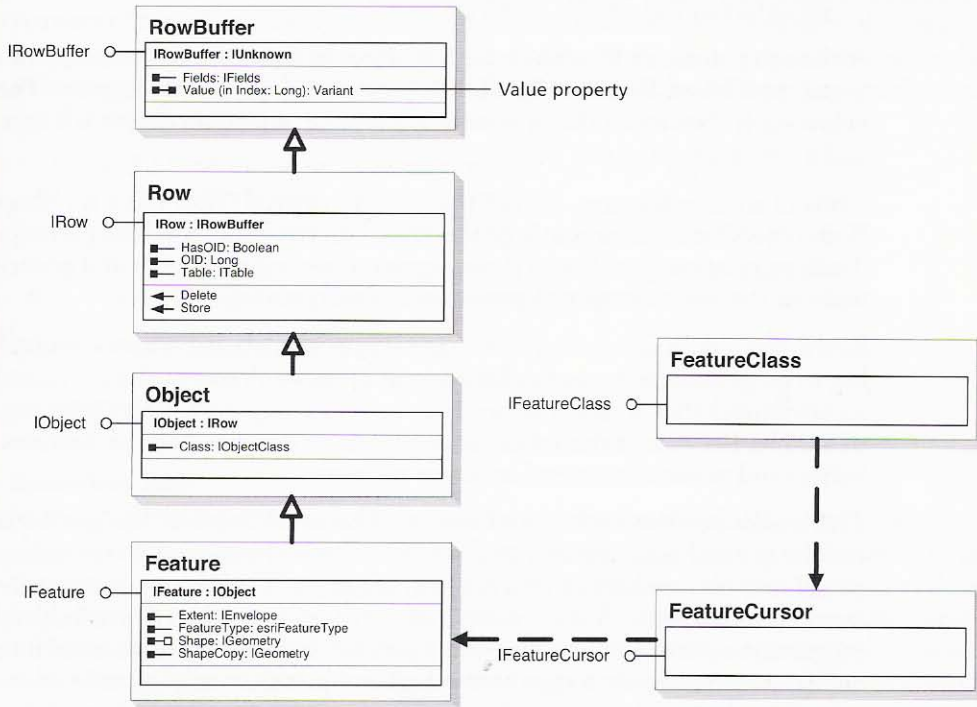 RowBuffer
IRowBuffer
IRowBuffer : IUnknown
Fields: IFields
Value (in Index: Long): Variant
Value property
Row
IRow
IRow : IRowBuffer
HasOID: Boolean
OID: Long
Table: ITable
Delete
Store
Object
IObject
IObject : IRow
Class: IObjectClass
FeatureClass
IFeatureClass
Feature
IFeature
IFeature : IObject
Extent: IEnvelope
FeatureType: esriFeatureType
Shape: IGeometry
ShapeCopy: IGeometry
FeatureCursor
IFeatureCursor